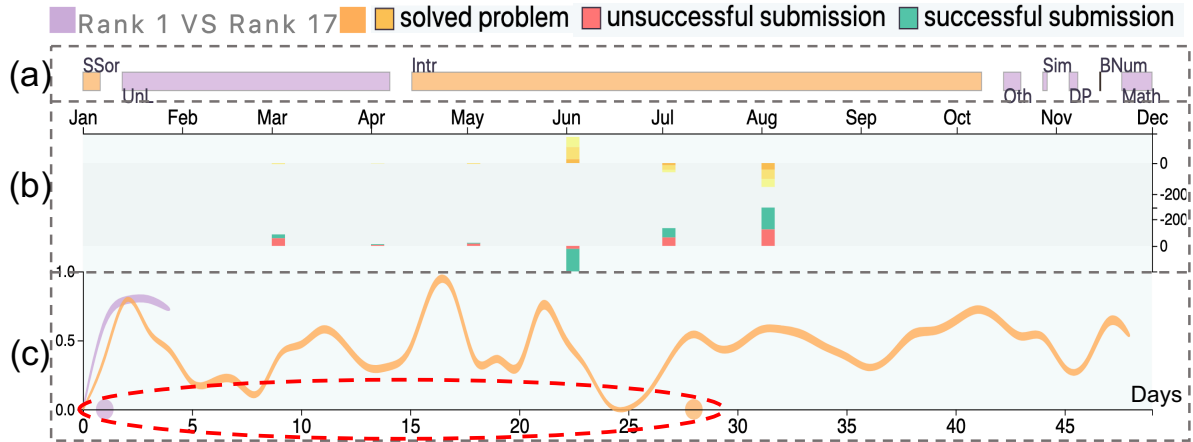 Rank 1 VS Rank 17 solved problem unsuccessful submission successful submission
(a) SSor UnL Intr Oth Sim DP BNum Math
Jan Feb Mar Apr May Jun Jul Aug Sep Oct Nov Dec
(b)
0
-200
-200
0
(c)
1.0
0.5
0.0
Days
0 5 10 15 20 25 30 35 40 45